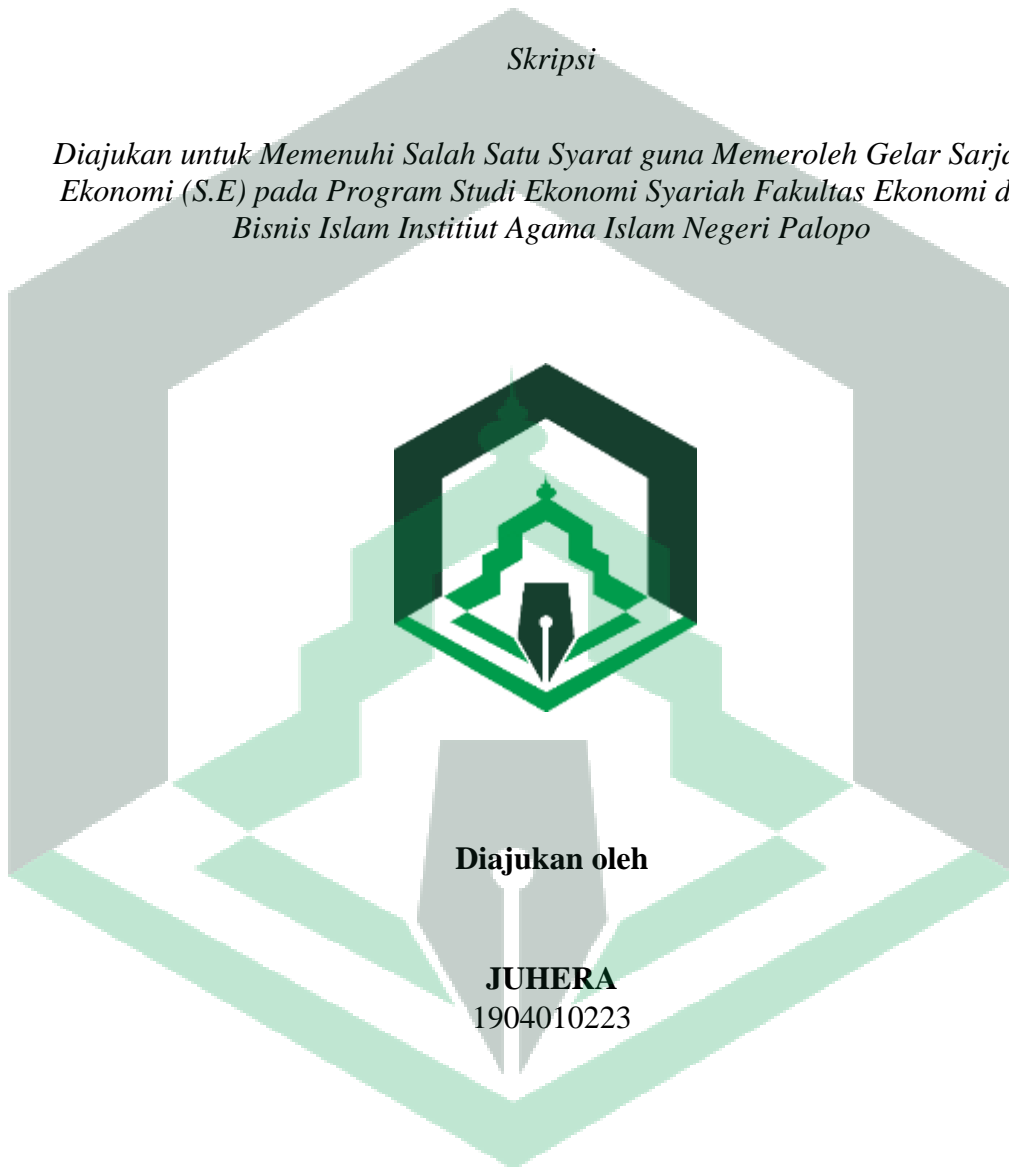 Skripsi
Diajukan untuk Memenuhi Salah Satu Syarat guna Memeroleh Gelar
Ekonomi (S.E) pada Program Studi Ekonomi Syariah Fakultas Ekonomi
Bisnis Islam Institiut Agama Islam Negeri Palopo
Diajukan oleh
JUHERA
1904010223